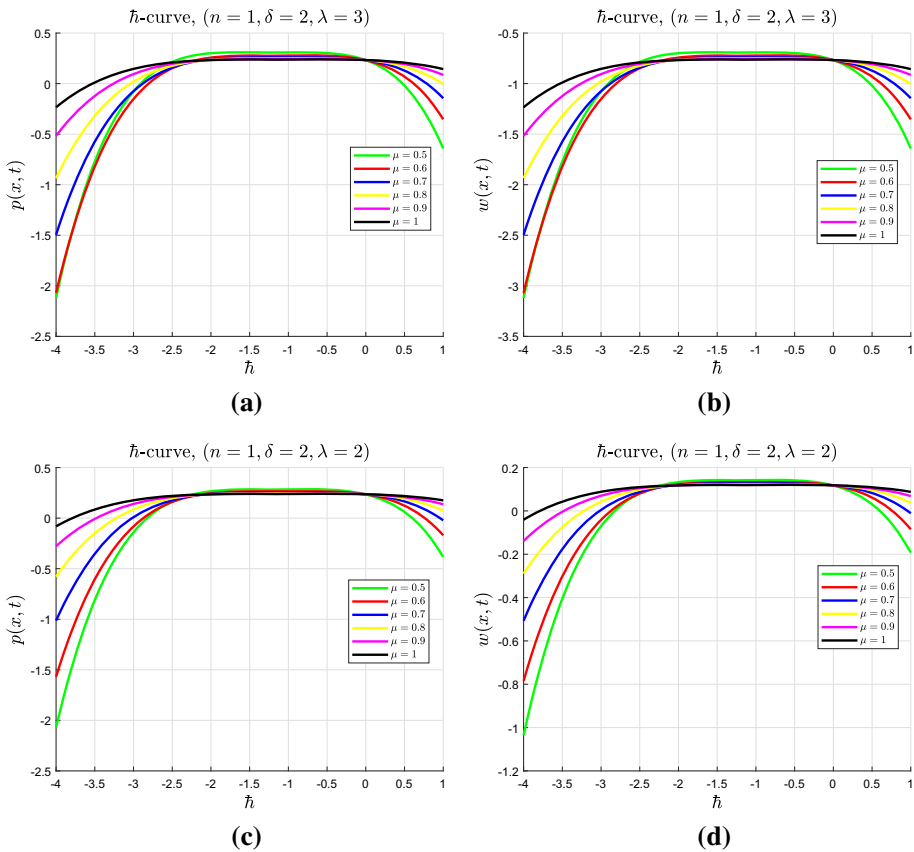 ħ-curve, (n = 1, δ = 2, λ = 3)
p(x, t)
0.5
0
-0.5
-1
-1.5
-2
-2.5
μ = 0.5
μ = 0.6
μ = 0.7
μ = 0.8
μ = 0.9
μ = 1
-4 -3.5 -3 -2.5 -2 -1.5 -1 -0.5 0 0.5 1
ħ
(a)
ħ-curve, (n = 1, δ = 2, λ = 3)
w(x, t)
-0.5
-1
-1.5
-2
-2.5
-3
-3.5
μ = 0.5
μ = 0.6
μ = 0.7
μ = 0.8
μ = 0.9
μ = 1
-4 -3.5 -3 -2.5 -2 -1.5 -1 -0.5 0 0.5 1
ħ
(b)
ħ-curve, (n = 1, δ = 2, λ = 2)
p(x, t)
0.5
0
-0.5
-1
-1.5
-2
-2.5
μ = 0.5
μ = 0.6
μ = 0.7
μ = 0.8
μ = 0.9
μ = 1
-4 -3.5 -3 -2.5 -2 -1.5 -1 -0.5 0 0.5 1
ħ
(c)
ħ-curve, (n = 1, δ = 2, λ = 2)
w(x, t)
0.2
0
-0.2
-0.4
-0.6
-0.8
-1
-1.2
μ = 0.5
μ = 0.6
μ = 0.7
μ = 0.8
μ = 0.9
μ = 1
-4 -3.5 -3 -2.5 -2 -1.5 -1 -0.5 0 0.5 1
ħ
(d)